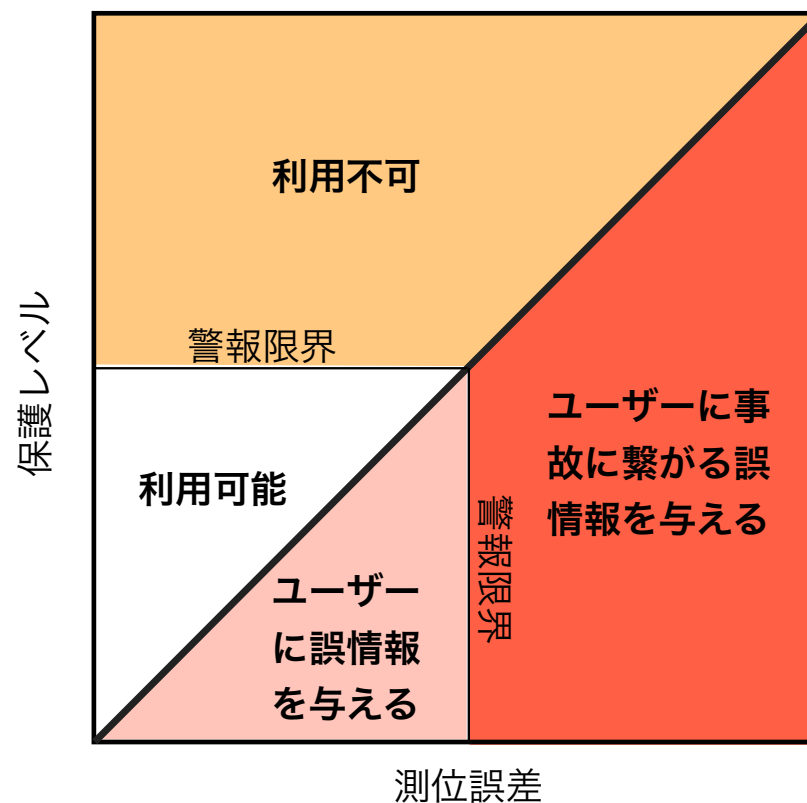 利用不可
警報限界
保護レベル
利用可能
ユーザーに事
故に繋がる誤
情報を与える
警報限界
ユーザー
に誤情報
を与える
測位誤差